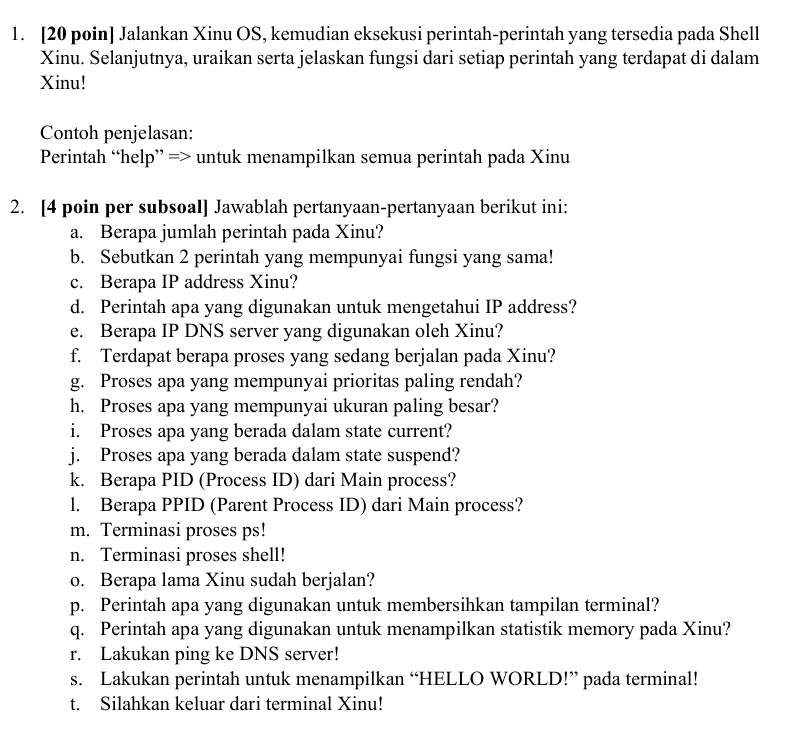 1. [20 poin] Jalankan Xinu OS, kemudian eksekusi perintah-perintah yang tersedia pada Shell
Xinu. Selanjutnya, uraikan serta jelaskan fungsi dari setiap perintah yang terdapat di dalam
Xinu!
Contoh penjelasan:
Perintah “help” => untuk menampilkan semua perintah pada Xinu
2. [4 poin per subsoal] Jawablah pertanyaan-pertanyaan berikut ini:
a. Berapa jumlah perintah pada Xinu?
b. Sebutkan 2 perintah yang mempunyai fungsi yang sama!
c. Berapa IP address Xinu?
d. Perintah apa yang digunakan untuk mengetahui IP address?
e. Berapa IP DNS server yang digunakan oleh Xinu?
f. Terdapat berapa proses yang sedang berjalan pada Xinu?
g. Proses apa yang mempunyai prioritas paling rendah?
h. Proses apa yang mempunyai ukuran paling besar?
i. Proses apa yang berada dalam state current?
j. Proses apa yang berada dalam state suspend?
k. Berapa PID (Process ID) dari Main process?
l. Berapa PPID (Parent Process ID) dari Main process?
m. Terminasi proses ps!
n. Terminasi proses shell!
o. Berapa lama Xinu sudah berjalan?
p. Perintah apa yang digunakan untuk membersihkan tampilan terminal?
q. Perintah apa yang digunakan untuk menampilkan statistik memory pada Xinu?
r. Lakukan ping ke DNS server!
s. Lakukan perintah untuk menampilkan “HELLO WORLD!” pada terminal!
t. Silahkan keluar dari terminal Xinu!